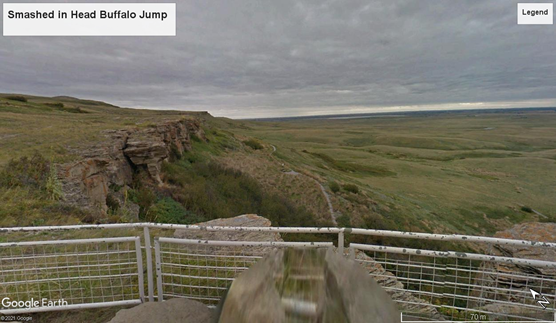 Smashed in Head Buffalo Jump
Legend
Google Earth
© 2021 Google
70 m
N